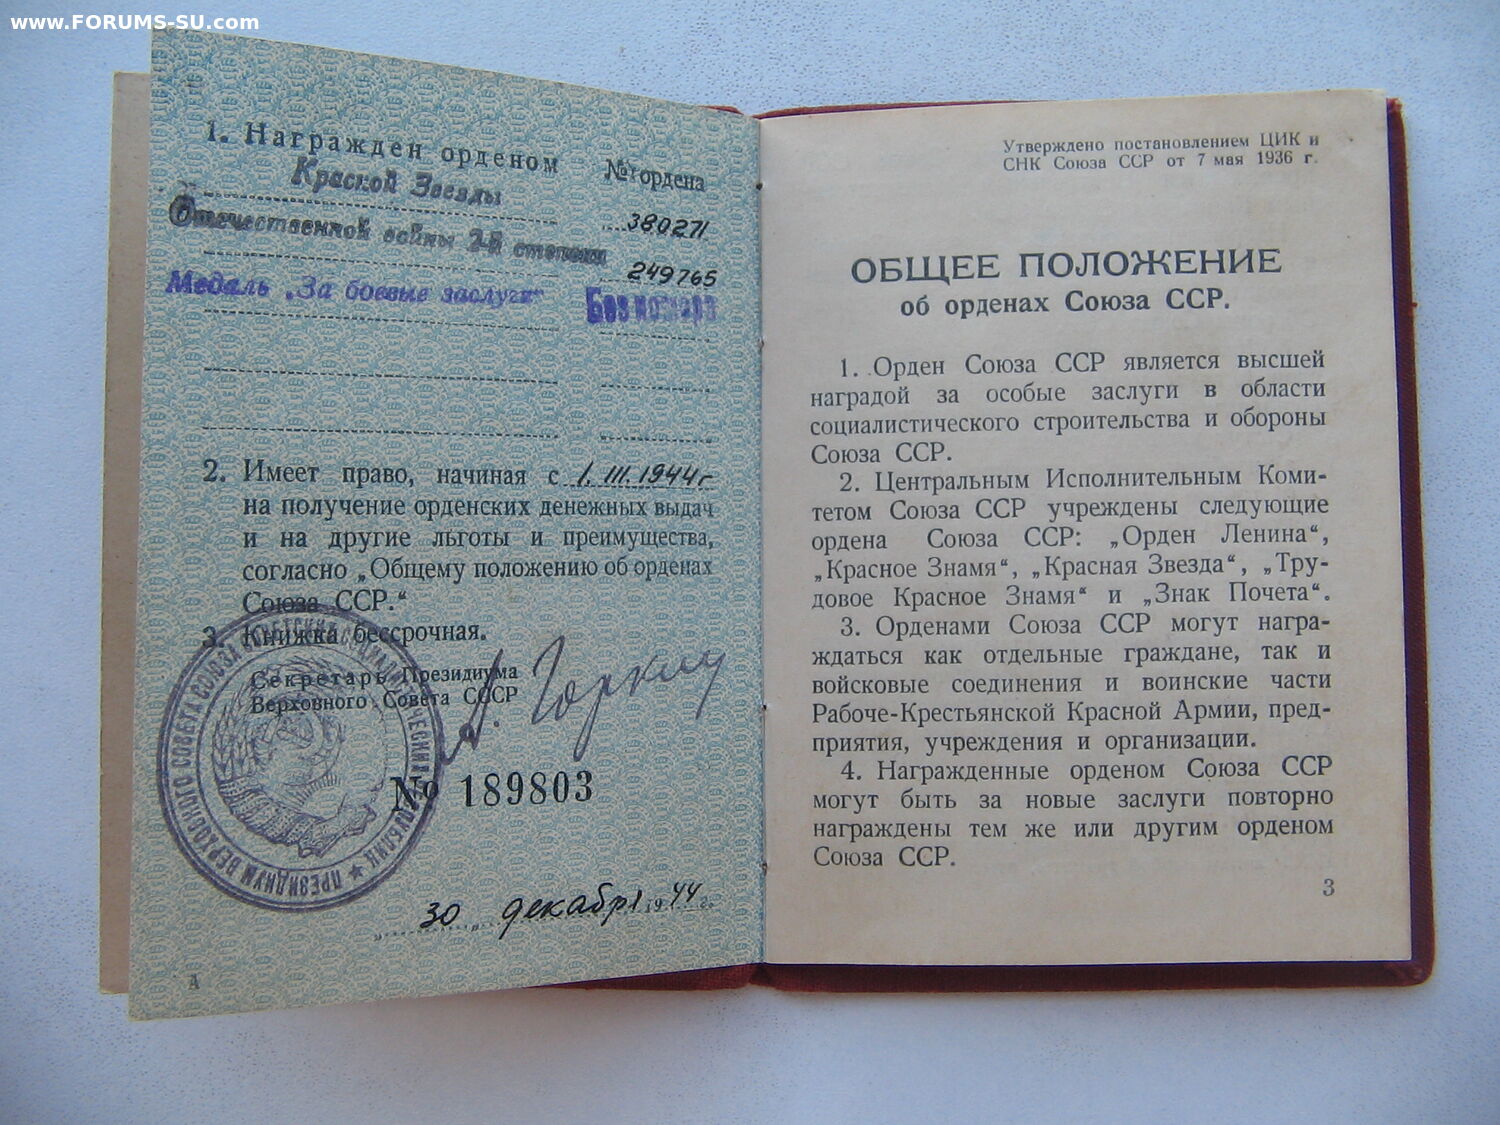 www.FORUMS-SU.com
1. Награжден орденом № ордена
Красной Звезды 380271
Отечественной войны 2-й степени 249765
Медаль „За боевые заслуги“ Без номера
2. Имеет право, начиная с 1.III.1944г
на получение орденских денежных выдач
и на другие льготы и преимущества,
согласно „Общему положению об орденах
Союза ССР.“
3. Книжка бессрочная.
Секретарь Президиума
Верховного Совета СССР
А. Горкин
№ 189803
ПРЕЗИДИУМ ВЕРХОВНОГО СОВЕТА СОЮЗА СОВЕТСКИХ СОЦИАЛИСТИЧЕСКИХ РЕСПУБЛИК
„30 „ декабря 1944 г.
А
Утверждено постановлением ЦИК и
СНК Союза ССР от 7 мая 1936 г.
ОБЩЕЕ ПОЛОЖЕНИЕ
об орденах Союза ССР.
1. Орден Союза ССР является высшей
наградой за особые заслуги в области
социалистического строительства и обороны
Союза ССР.
2. Центральным Исполнительным Коми-
тетом Союза ССР учреждены следующие
ордена Союза ССР: „Орден Ленина“,
„Красное Знамя“, „Красная Звезда“, „Тру-
довое Красное Знамя“ и „Знак Почета“.
3. Орденами Союза ССР могут награ-
ждаться как отдельные граждане, так и
войсковые соединения и воинские части
Рабоче-Крестьянской Красной Армии, пред-
приятия, учреждения и организации.
4. Награжденные орденом Союза ССР
могут быть за новые заслуги повторно
награждены тем же или другим орденом
Союза ССР.
3